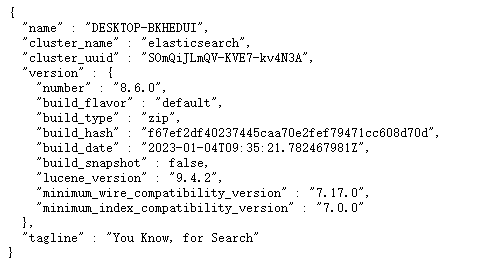 {
  "name" : "DESKTOP-BKHEDUI",
  "cluster_name" : "elasticsearch",
  "cluster_uuid" : "SOmQiJLmQV-KVE7-kv4N3A",
  "version" : {
    "number" : "8.6.0",
    "build_flavor" : "default",
    "build_type" : "zip",
    "build_hash" : "f67ef2df40237445caa70e2fef79471cc608d70d",
    "build_date" : "2023-01-04T09:35:21.782467981Z",
    "build_snapshot" : false,
    "lucene_version" : "9.4.2",
    "minimum_wire_compatibility_version" : "7.17.0",
    "minimum_index_compatibility_version" : "7.0.0"
  },
  "tagline" : "You Know, for Search"
}